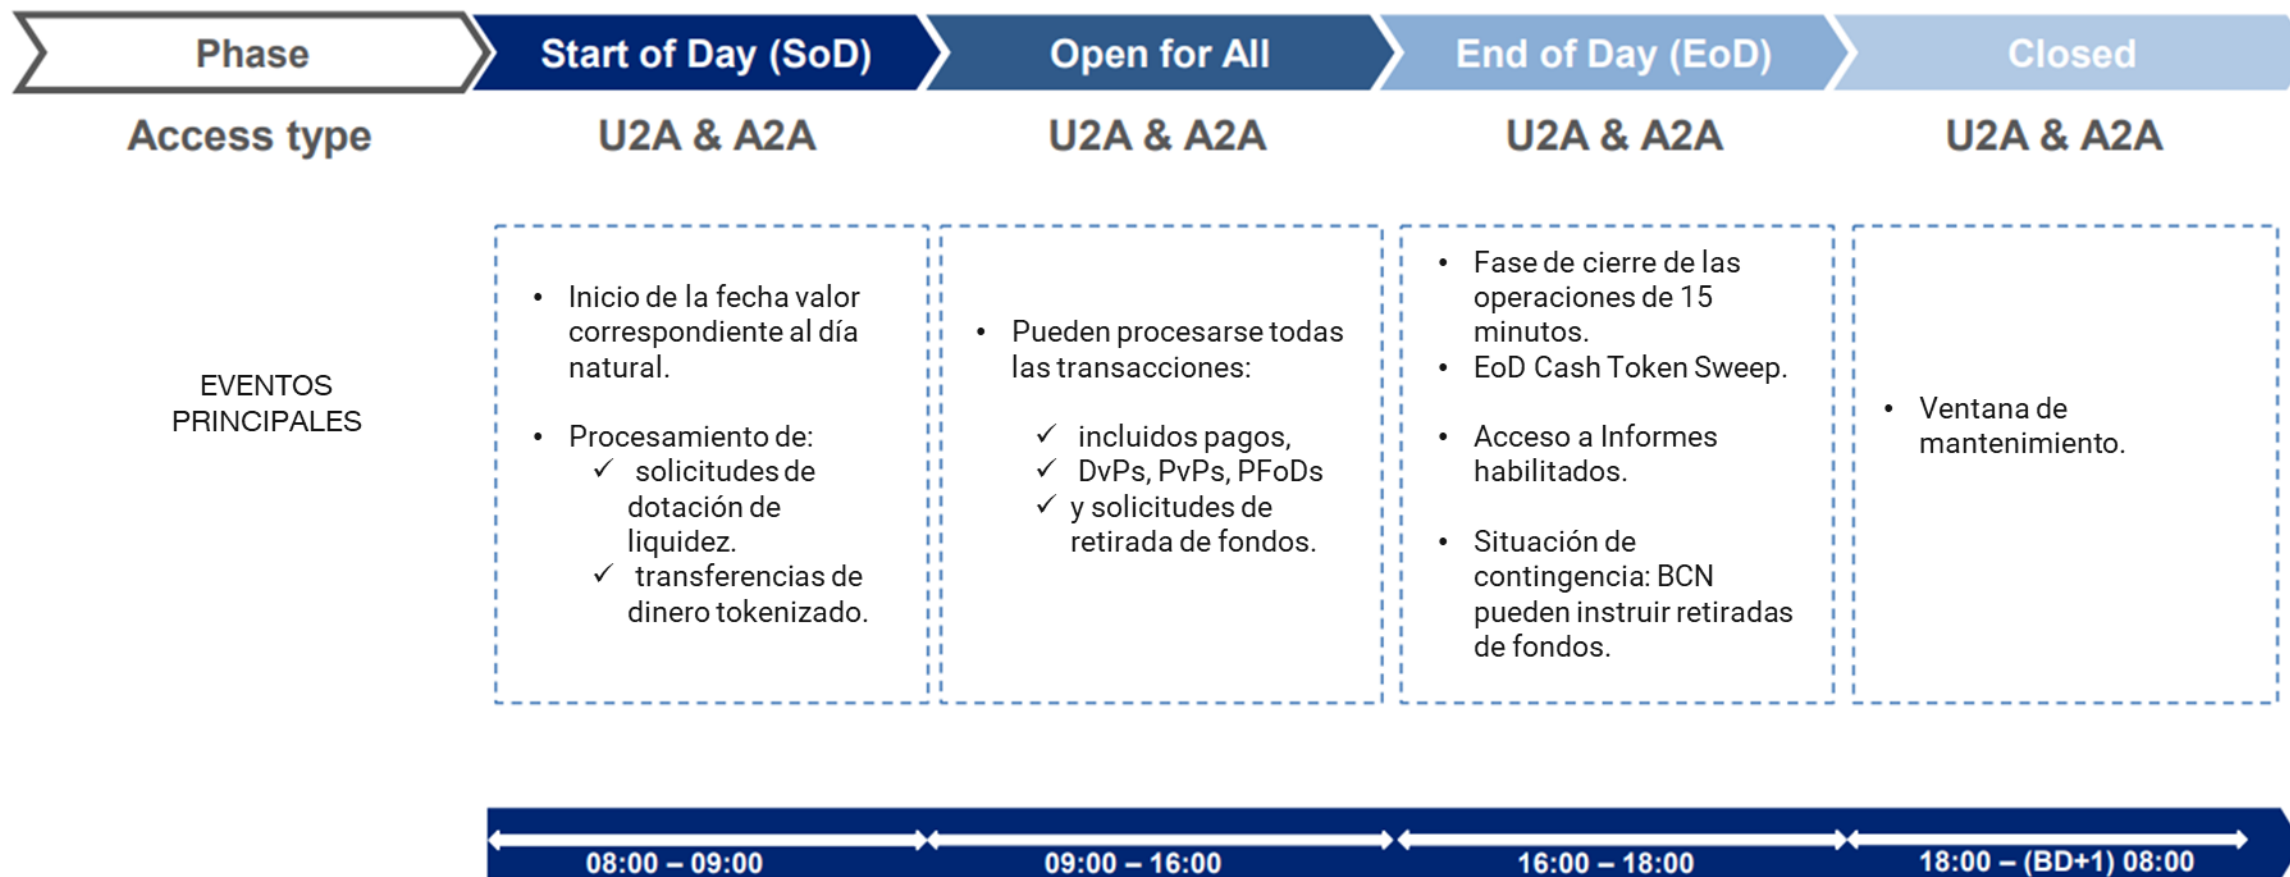 Phase
Start of Day (SoD)
Open for All
End of Day (EoD)
Closed
Access type
U2A & A2A
U2A & A2A
U2A & A2A
U2A & A2A
EVENTOS
PRINCIPALES
• Inicio de la fecha valor
correspondiente al día
natural.
• Procesamiento de:
✓ solicitudes de
dotación de
liquidez.
✓ transferencias de
dinero tokenizado.
• Pueden procesarse todas
las transacciones:
✓ incluidos pagos,
✓ DvPs, PvPs, PFoDs
✓ y solicitudes de
retirada de fondos.
• Fase de cierre de las
operaciones de 15
minutos.
• EoD Cash Token Sweep.
• Acceso a Informes
habilitados.
• Situación de
contingencia: BCN
pueden instruir retiradas
de fondos.
• Ventana de
mantenimiento.
08:00 – 09:00
09:00 – 16:00
16:00 – 18:00
18:00 – (BD+1) 08:00